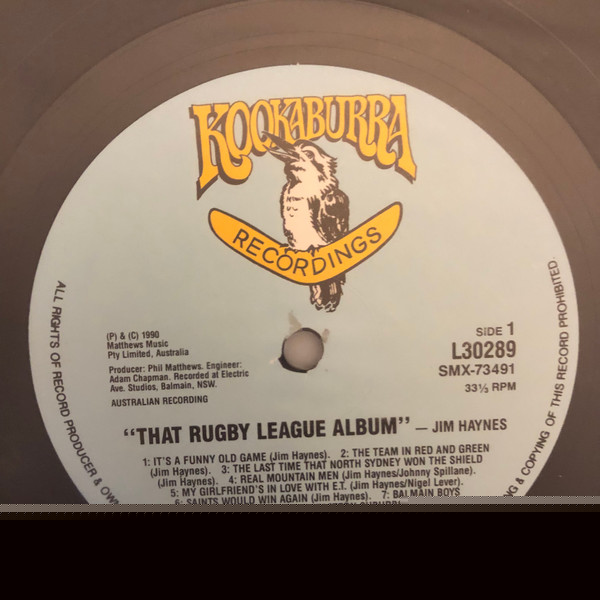 KOOKABURRA
RECORDINGS
ALL RIGHTS OF RECORD PRODUCER & OWN
(P) & (C) 1990
Matthews Music
Pty Limited, Australia
Producer: Phil Matthews. Engineer:
Adam Chapman. Recorded at Electric
Ave. Studios, Balmain, NSW.
AUSTRALIAN RECORDING
SIDE 1
L30289
SMX-73491
33⅓ RPM
"THAT RUGBY LEAGUE ALBUM" — JIM HAYNES
1: IT'S A FUNNY OLD GAME (Jim Haynes). 2: THE TEAM IN RED AND GREEN
(Jim Haynes). 3: THE LAST TIME THAT NORTH SYDNEY WON THE SHIELD
(Jim Haynes). 4: REAL MOUNTAIN MEN (Jim Haynes/Johnny Spillane).
5: MY GIRLFRIEND'S IN LOVE WITH E.T. (Jim Haynes/Nigel Lever).
6: SAINTS WOULD WIN AGAIN (Jim Haynes). 7: BALMAIN BOYS
& COPYING OF THIS RECORD PROHIBITED.